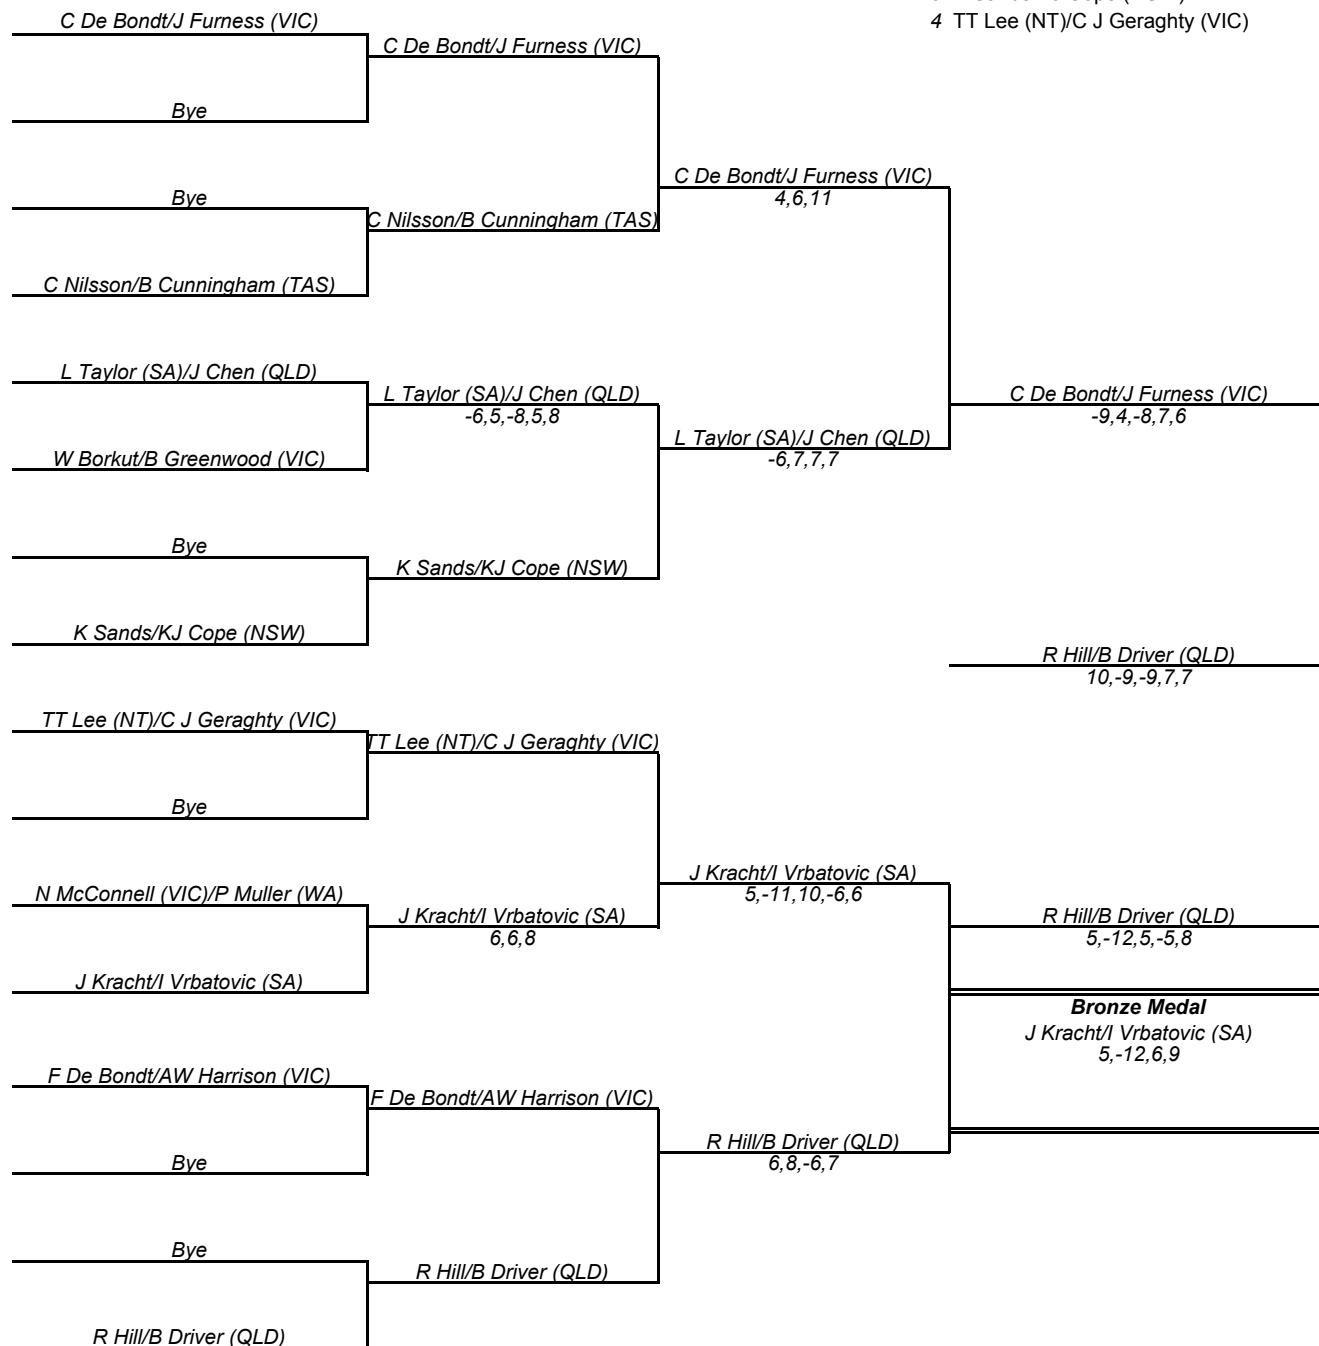 4 TT Lee (NT)/C J Geraghty (VIC)
C De Bondt/J Furness (VIC)
C De Bondt/J Furness (VIC)
Bye
C De Bondt/J Furness (VIC)
4,6,11
Bye
C Nilsson/B Cunningham (TAS)
C Nilsson/B Cunningham (TAS)
L Taylor (SA)/J Chen (QLD)
L Taylor (SA)/J Chen (QLD)
-6,5,-8,5,8
C De Bondt/J Furness (VIC)
-9,4,-8,7,6
W Borkut/B Greenwood (VIC)
L Taylor (SA)/J Chen (QLD)
-6,7,7,7
Bye
K Sands/KJ Cope (NSW)
K Sands/KJ Cope (NSW)
R Hill/B Driver (QLD)
10,-9,-9,7,7
TT Lee (NT)/C J Geraghty (VIC)
TT Lee (NT)/C J Geraghty (VIC)
Bye
J Kracht/I Vrbatovic (SA)
5,-11,10,-6,6
N McConnell (VIC)/P Muller (WA)
J Kracht/I Vrbatovic (SA)
6,6,8
R Hill/B Driver (QLD)
5,-12,5,-5,8
J Kracht/I Vrbatovic (SA)
Bronze Medal
J Kracht/I Vrbatovic (SA)
5,-12,6,9
F De Bondt/AW Harrison (VIC)
F De Bondt/AW Harrison (VIC)
Bye
R Hill/B Driver (QLD)
6,8,-6,7
Bye
R Hill/B Driver (QLD)
R Hill/B Driver (QLD)